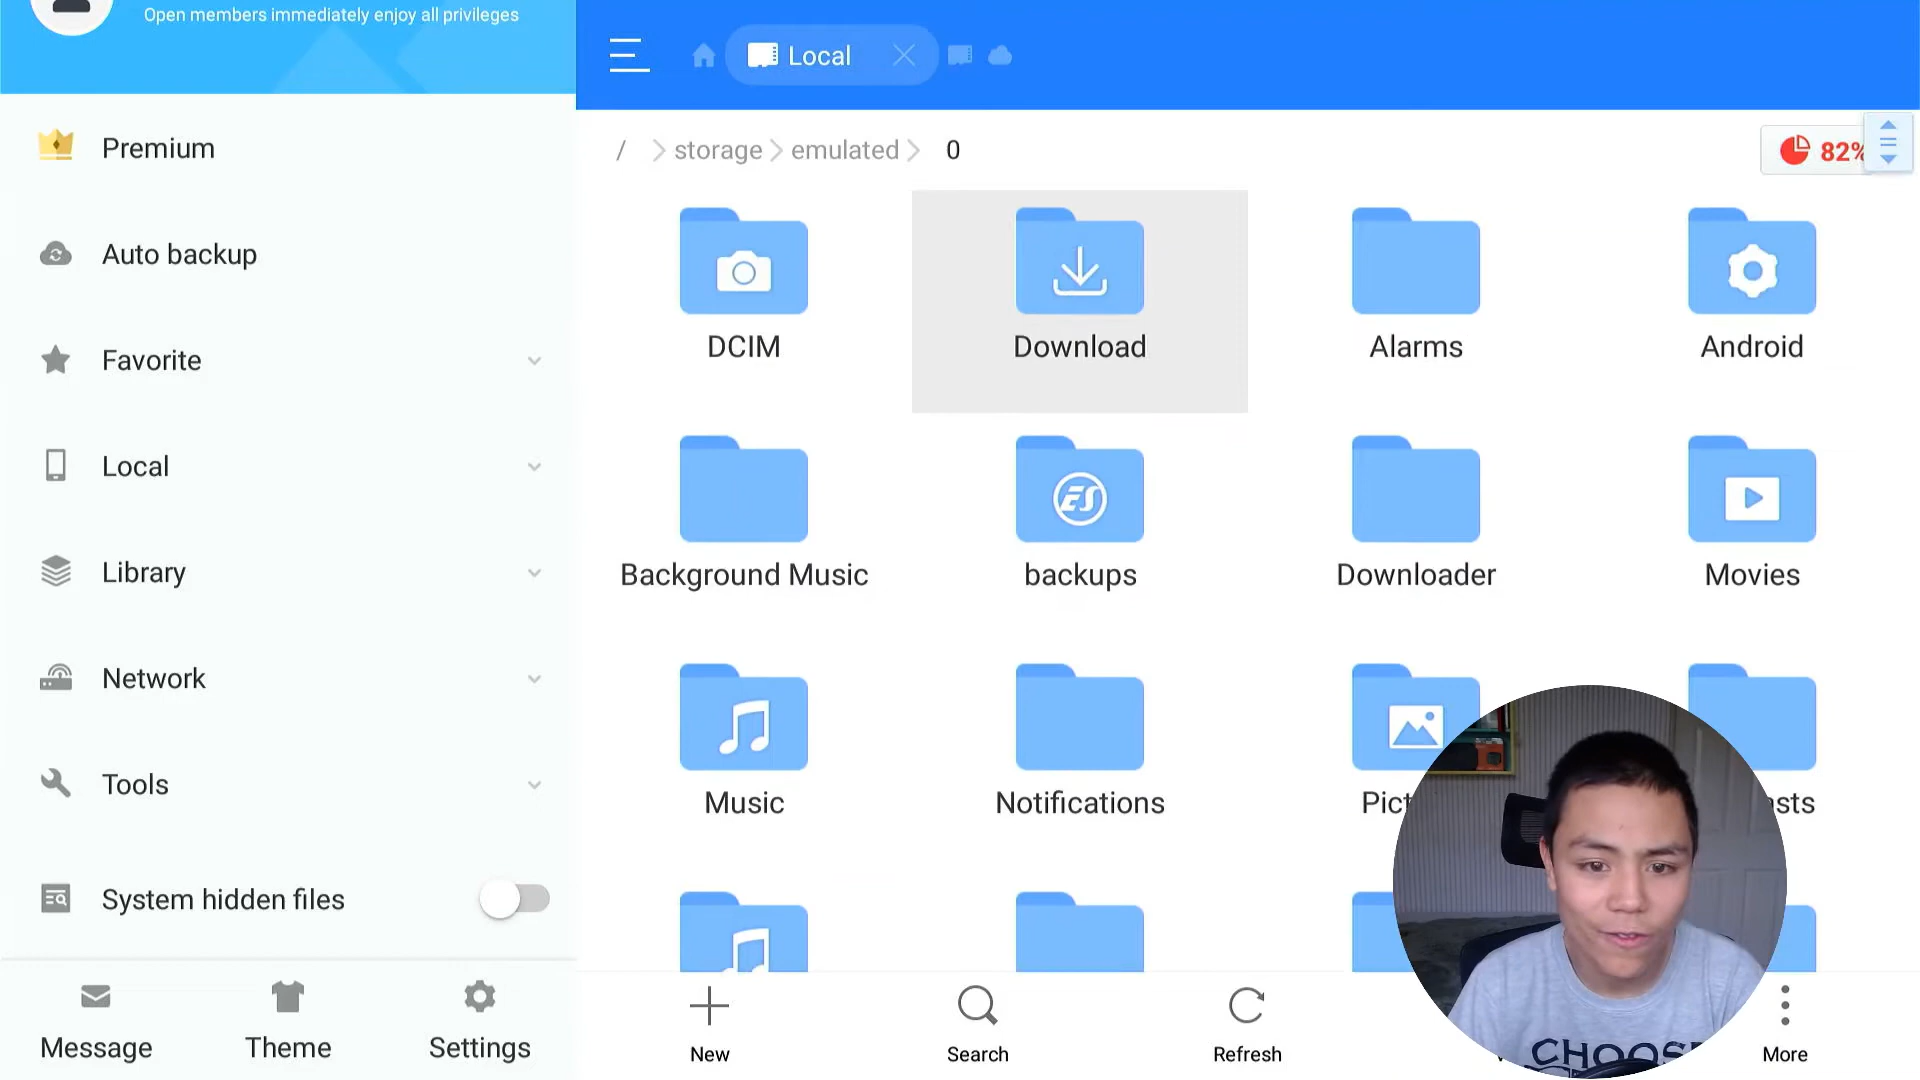 Open members immediately enjoy all privileges
Local
/ storage emulated 0
82%
Premium
Auto backup
Favorite
Local
Library
Network
Tools
System hidden files
Message
Theme
Settings
DCIM
Download
Alarms
Android
Background Music
ES
backups
Downloader
Movies
Music
Notifications
New
Search
Refresh
More